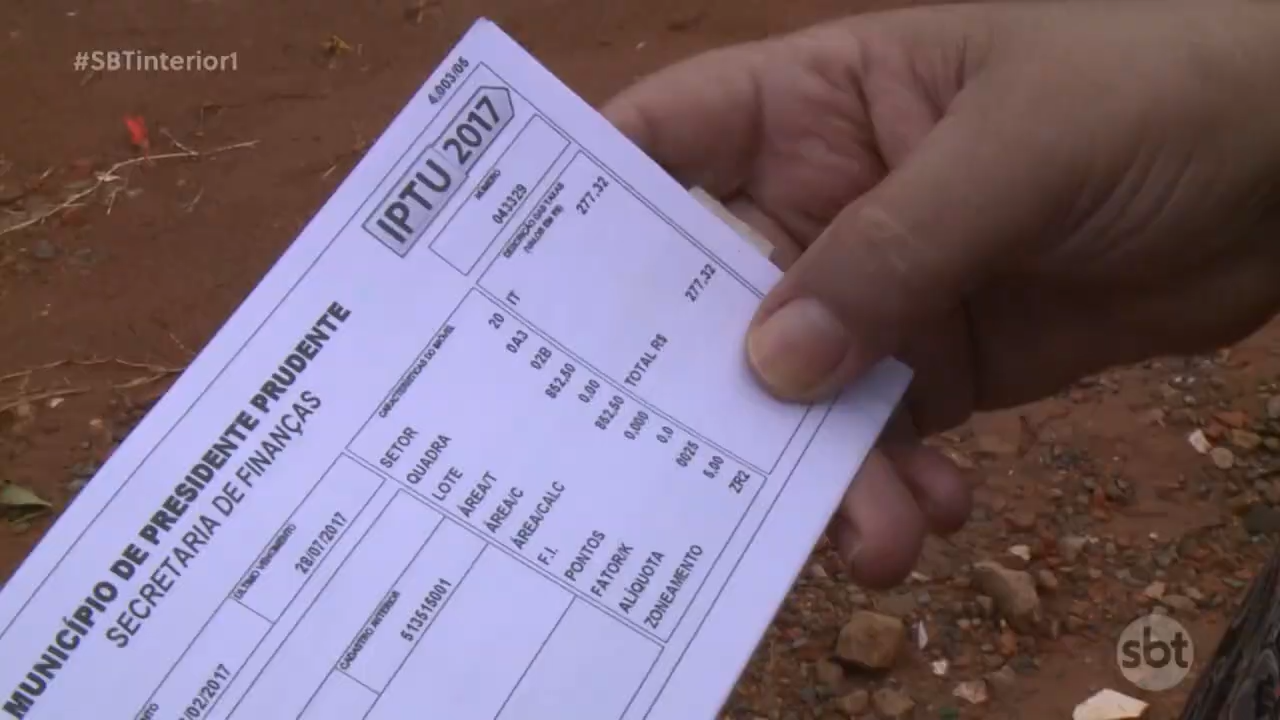 #SBTinterior1
4.003/05
IPTU 2017
NÚMERO
043329
MUNICÍPIO DE PRESIDENTE PRUDENTE
SECRETARIA DE FINANÇAS
DESCRIÇÃO DAS TAXAS
(VALOR EM R$)
IT 277,32
TOTAL R$ 277,32
CARACTERÍSTICAS DO IMÓVEL
SETOR 20
QUADRA 0A3
LOTE 02B
ÁREA/T 852,50
ÁREA/C 0,00
ÁREA/CALC 852,50
F.I. 0,000
PONTOS 0,0
FATOR/K 0025
ALÍQUOTA 5,00
ZONEAMENTO ZR2
ÚLTIMO VENCIMENTO
28/07/2017
CADASTRO ANTERIOR
513515001
/02/2017
sbt